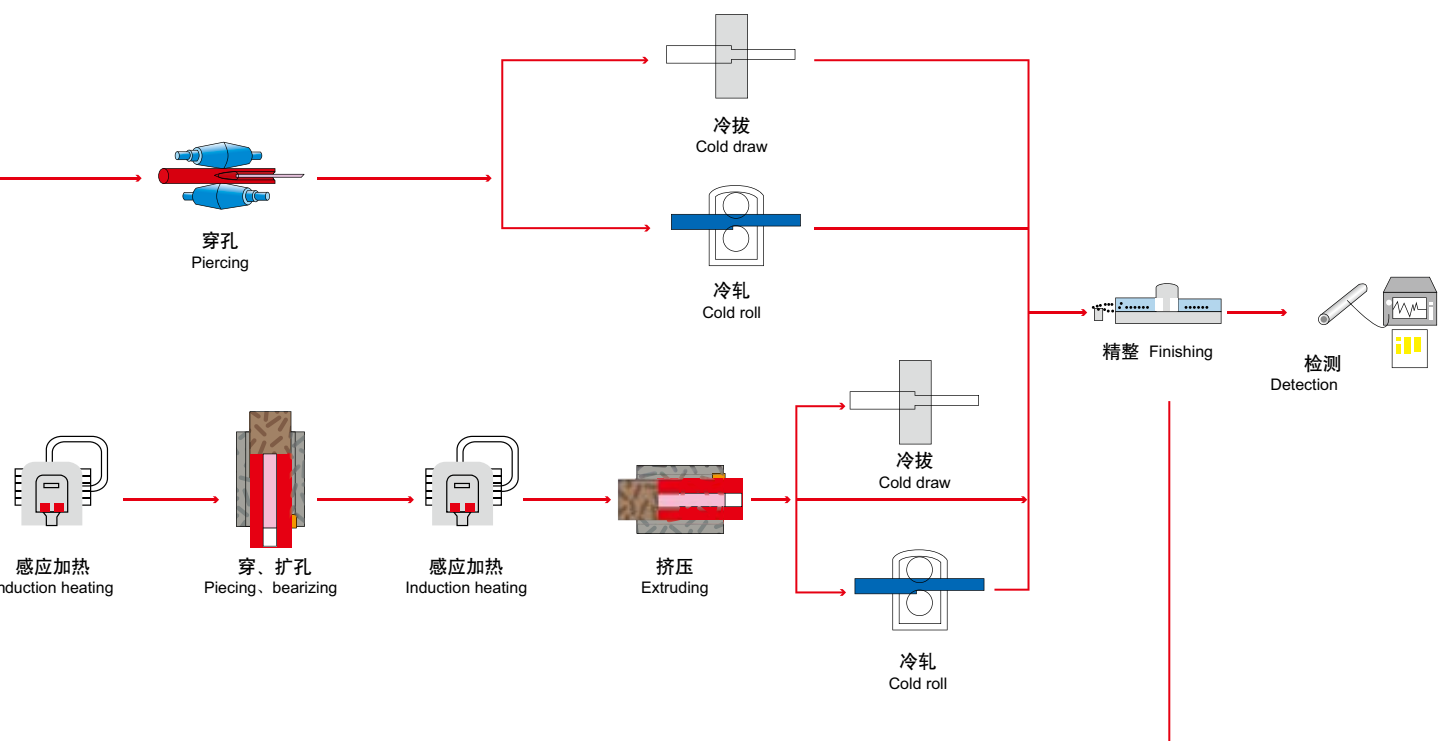 冷拔
Cold draw
穿孔
Piercing
冷轧
Cold roll
精整 Finishing
检测
Detection
冷拔
Cold draw
感应加热
nduction heating
穿、扩孔
Piecing、bearizing
感应加热
Induction heating
挤压
Extruding
冷轧
Cold roll